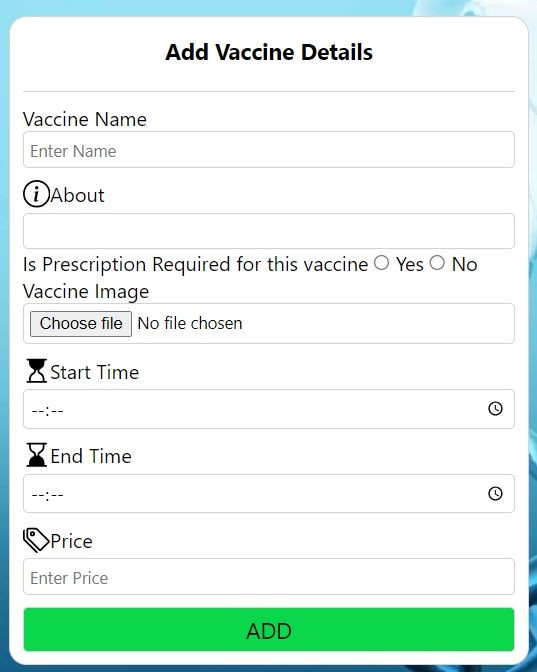 Add Vaccine Details
Vaccine Name
Enter Name
About
Is Prescription Required for this vaccine Yes No
Vaccine Image
Choose file No file chosen
Start Time
--:--
End Time
--:--
Price
Enter Price
ADD